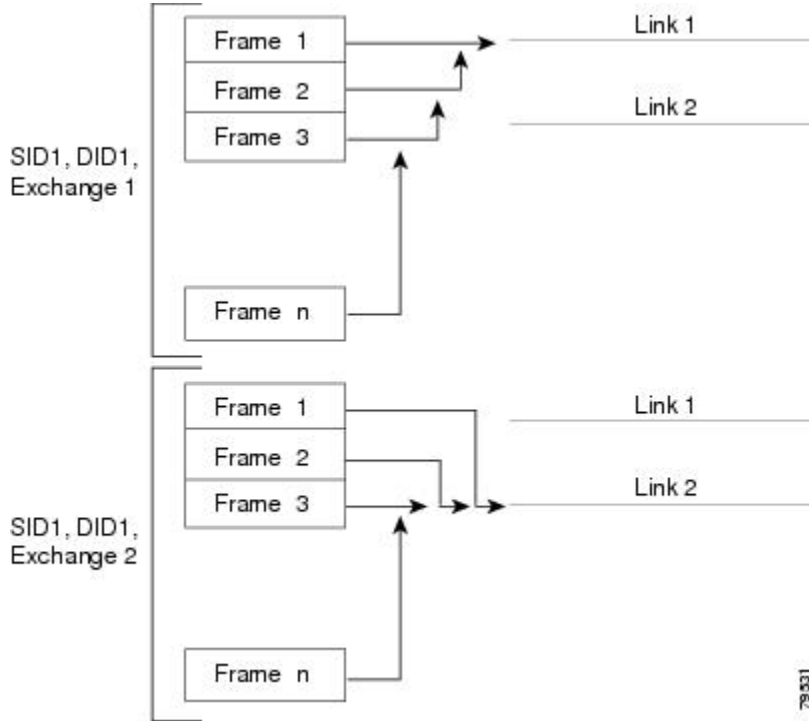 Frame 1
Link 1
Frame 2
Link 2
Frame 3
SID1, DID1,
Exchange 1
Frame n
Frame 1
Link 1
Frame 2
Link 2
Frame 3
SID1, DID1,
Exchange 2
Frame n
79531